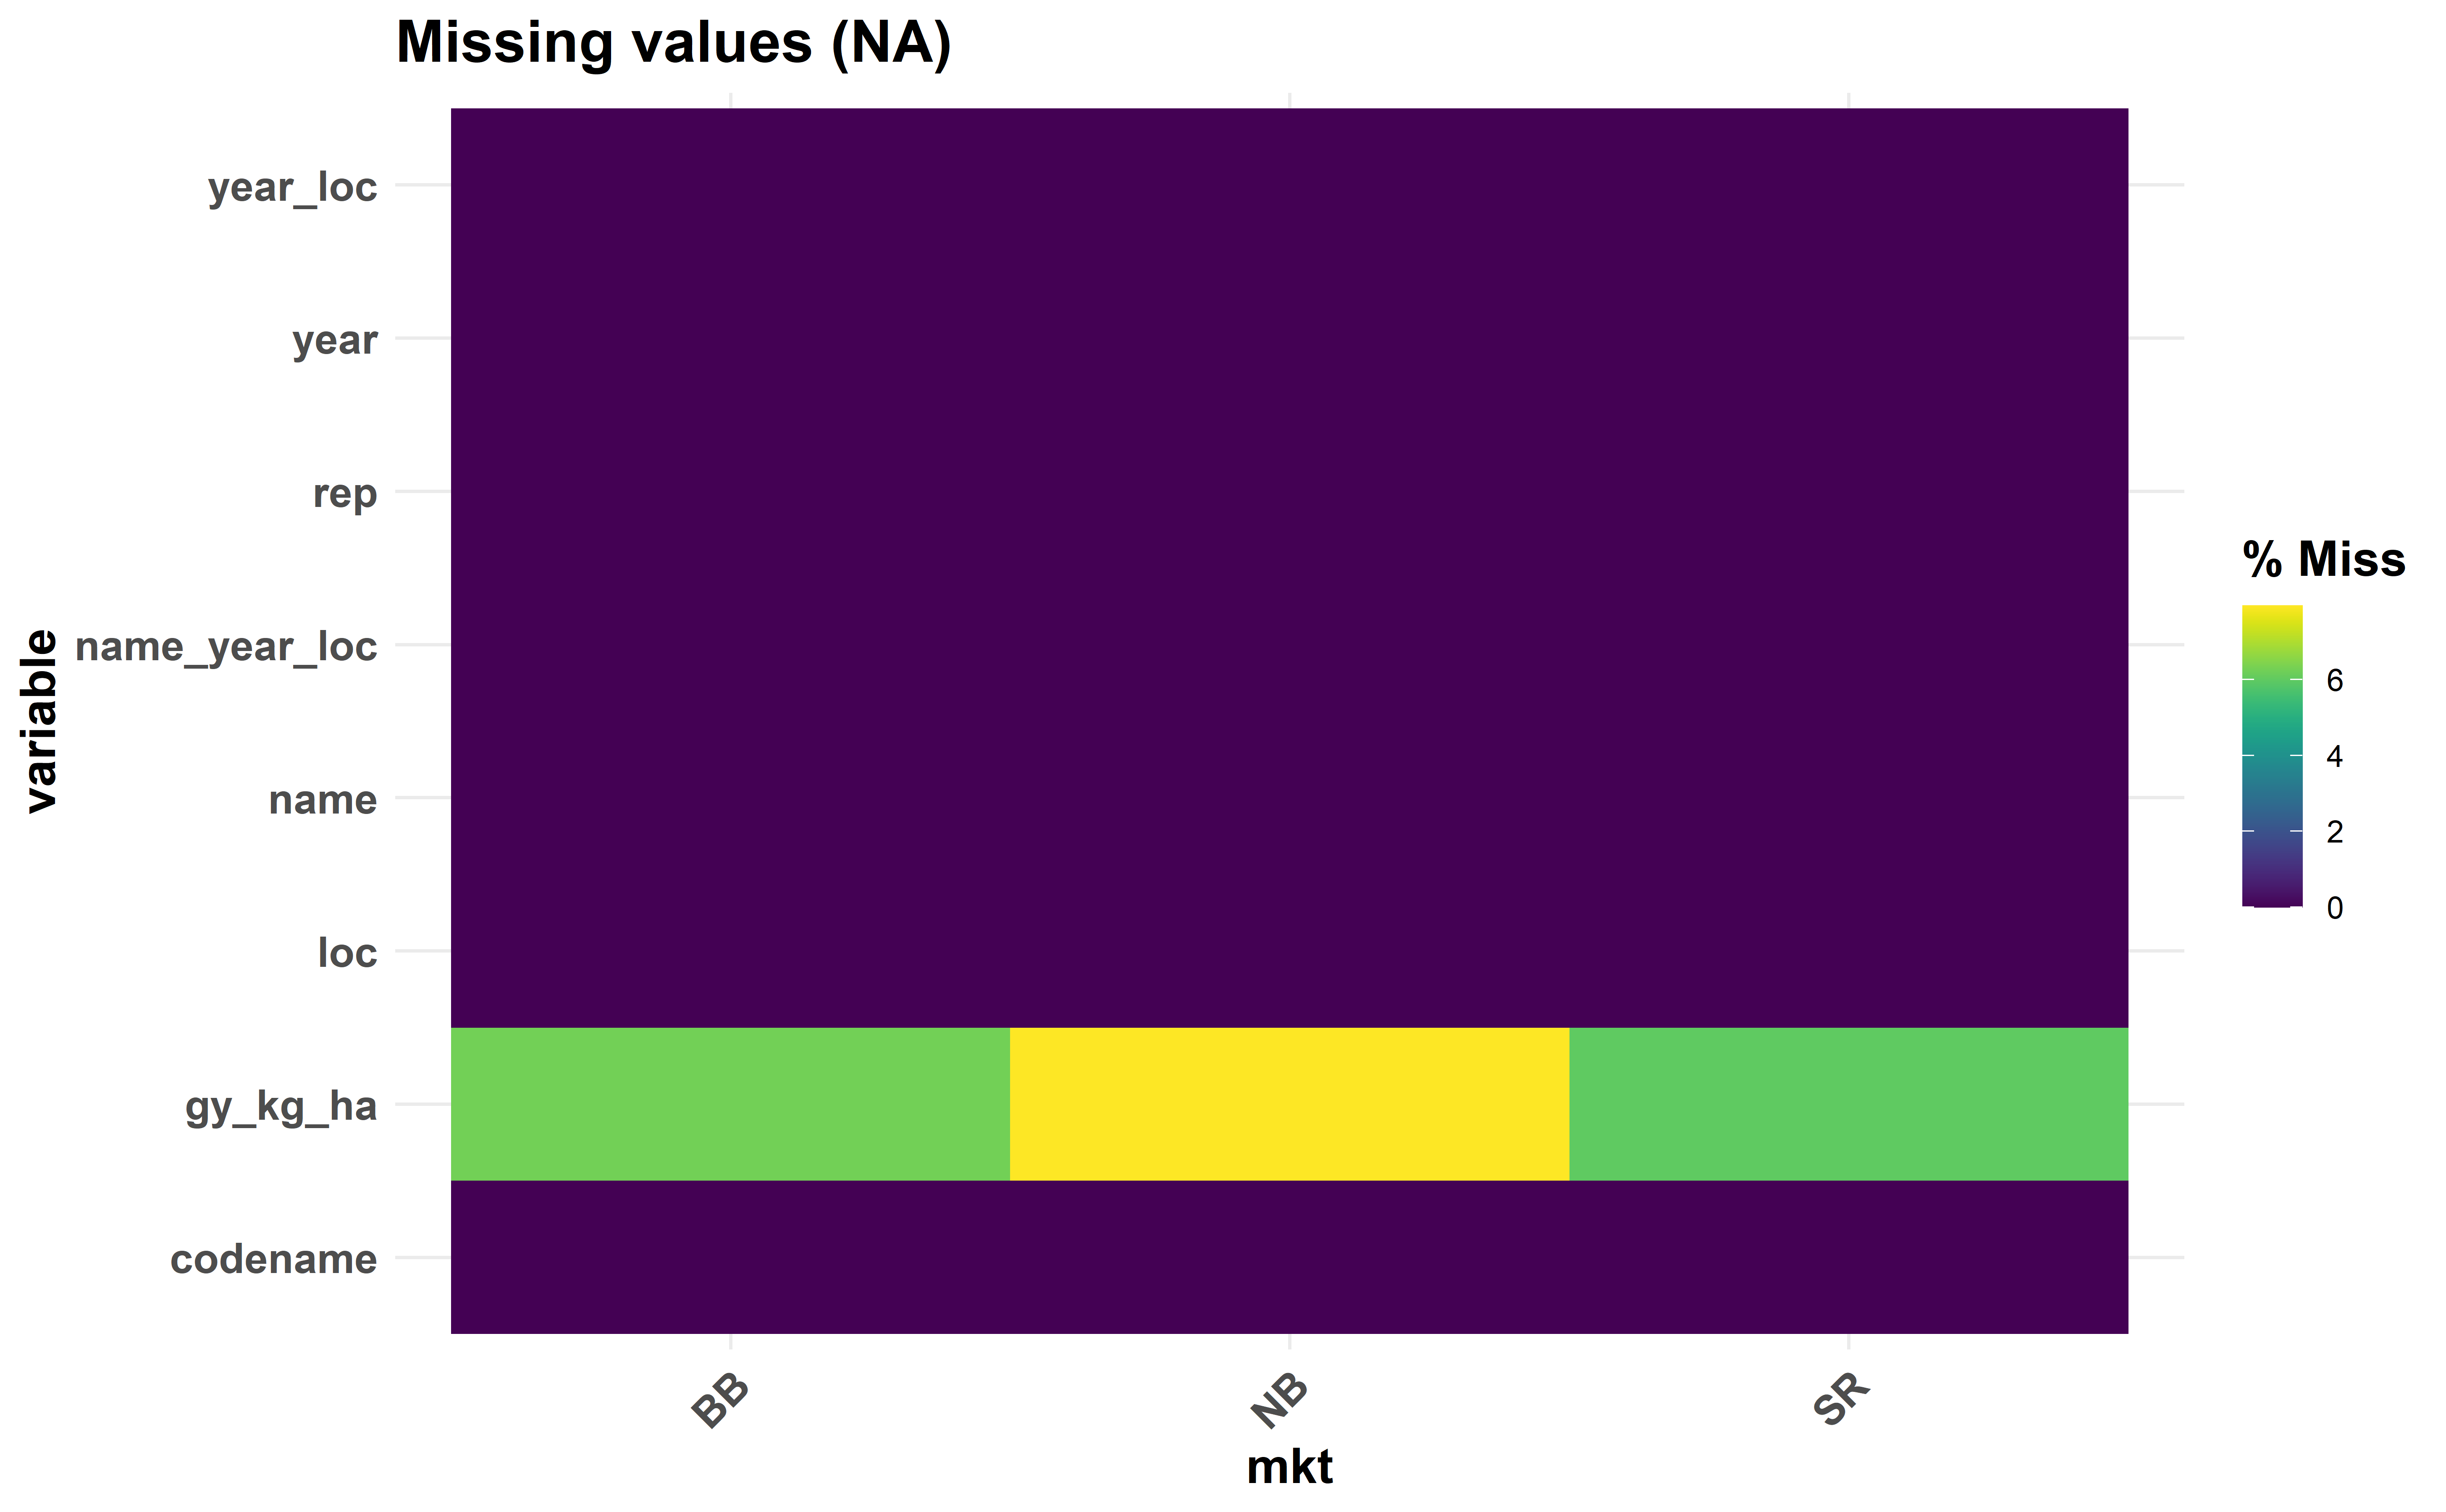 Missing values (NA)
variable
year_loc
year
rep
name_year_loc
name
loc
gy_kg_ha
codename
BB
NB
SR
mkt
% Miss
6
4
2
0